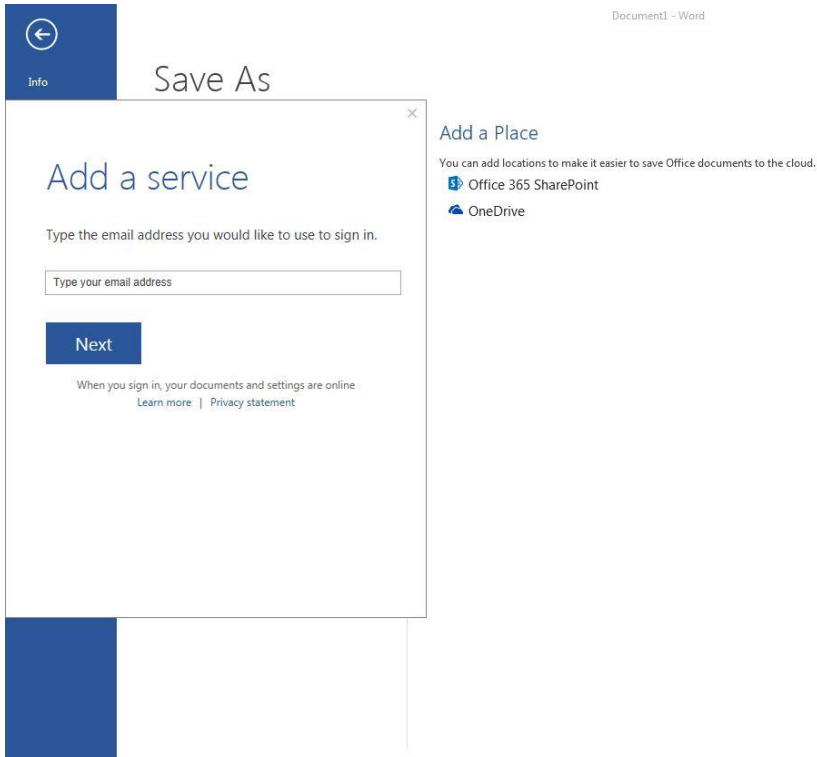 Document1 - Word
Info
Save As
Add a service
Type the email address you would like to use to sign in.
Type your email address
Next
When you sign in, your documents and settings are online
Learn more | Privacy statement
Add a Place
You can add locations to make it easier to save Office documents to the cloud.
Office 365 SharePoint
OneDrive